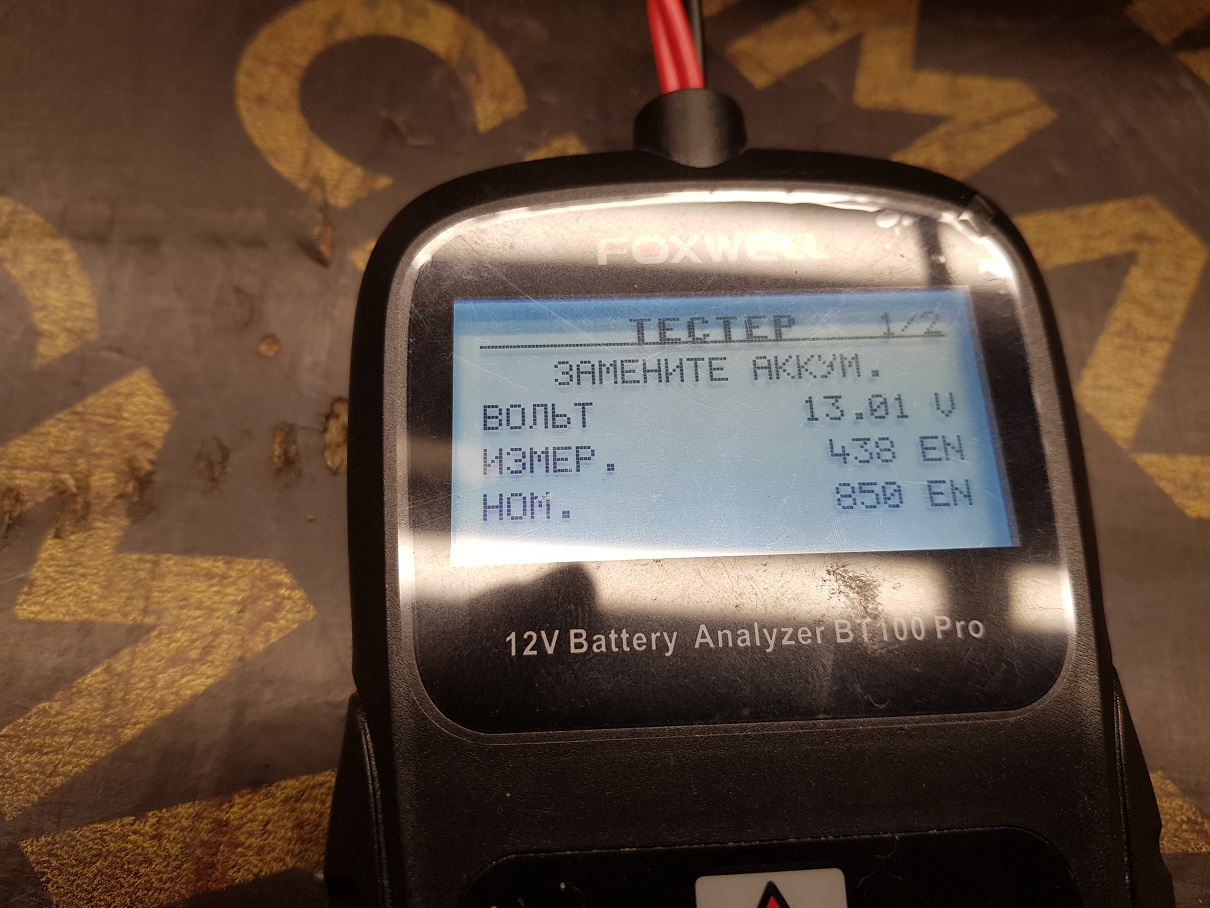 FOXWELL
ТЕСТЕР 1/2
ЗАМЕНИТЕ АККУМ.
ВОЛЬТ 13.01 V
ИЗМЕР. 438 EN
НОМ. 850 EN
12V Battery Analyzer BT100 Pro